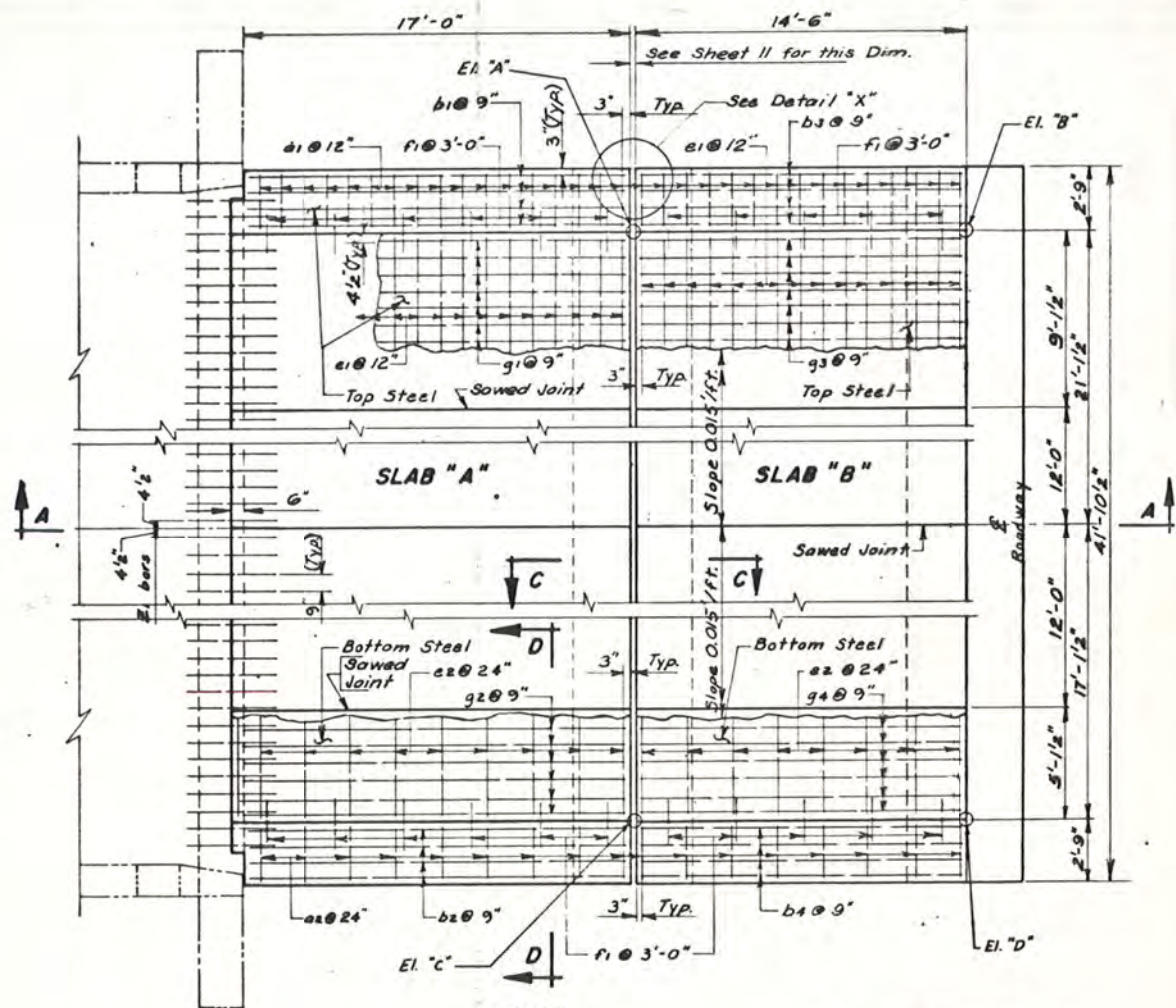 17'-0"
14'-6"
See Sheet 11 for this Dim.
El. "A"
b1 @ 9"
3" (Typ.)
3"
Typ.
See Detail "X"
b3 @ 9"
El. "B"
a1 @ 12"
f1 @ 3'-0"
e1 @ 12"
f1 @ 3'-0"
2'-9"
4½" (Typ.)
9'-1½"
21'-1½"
e1 @ 12"
g1 @ 9"
g3 @ 9"
3"
Typ.
Top Steel
Sawed Joint
Top Steel
Slope 0.015'/ft.
SLAB "A"
SLAB "B"
12'-0"
41'-10½"
A
4½"
6"
A
℄ Roadway
Sawed Joint
4½"
Z1 bars
9" (Typ)
C
C
12'-0"
17'-1½"
Slope 0.015'/ft.
D
Bottom Steel
Sawed Joint
e2 @ 24"
g2 @ 9"
3"
Typ.
Bottom Steel
e2 @ 24"
g4 @ 9"
5'-1½"
2'-9"
a2 @ 24"
b2 @ 9"
3"
Typ.
b4 @ 9"
El. "C"
D
f1 @ 3'-0"
El. "D"